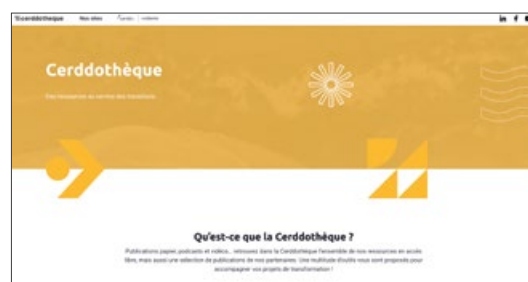 cerddotheque Nos sites
Cerddothèque
Des ressources au service des transitions
Qu'est-ce que la Cerddothèque ?
Publications papier, podcasts et vidéos... retrouvez dans la Cerddothèque l'ensemble de nos ressources en accès
libre, mais aussi une sélection de publications de nos partenaires. Une multitude d'outils vous sont proposés pour
accompagner vos projets de transformation !